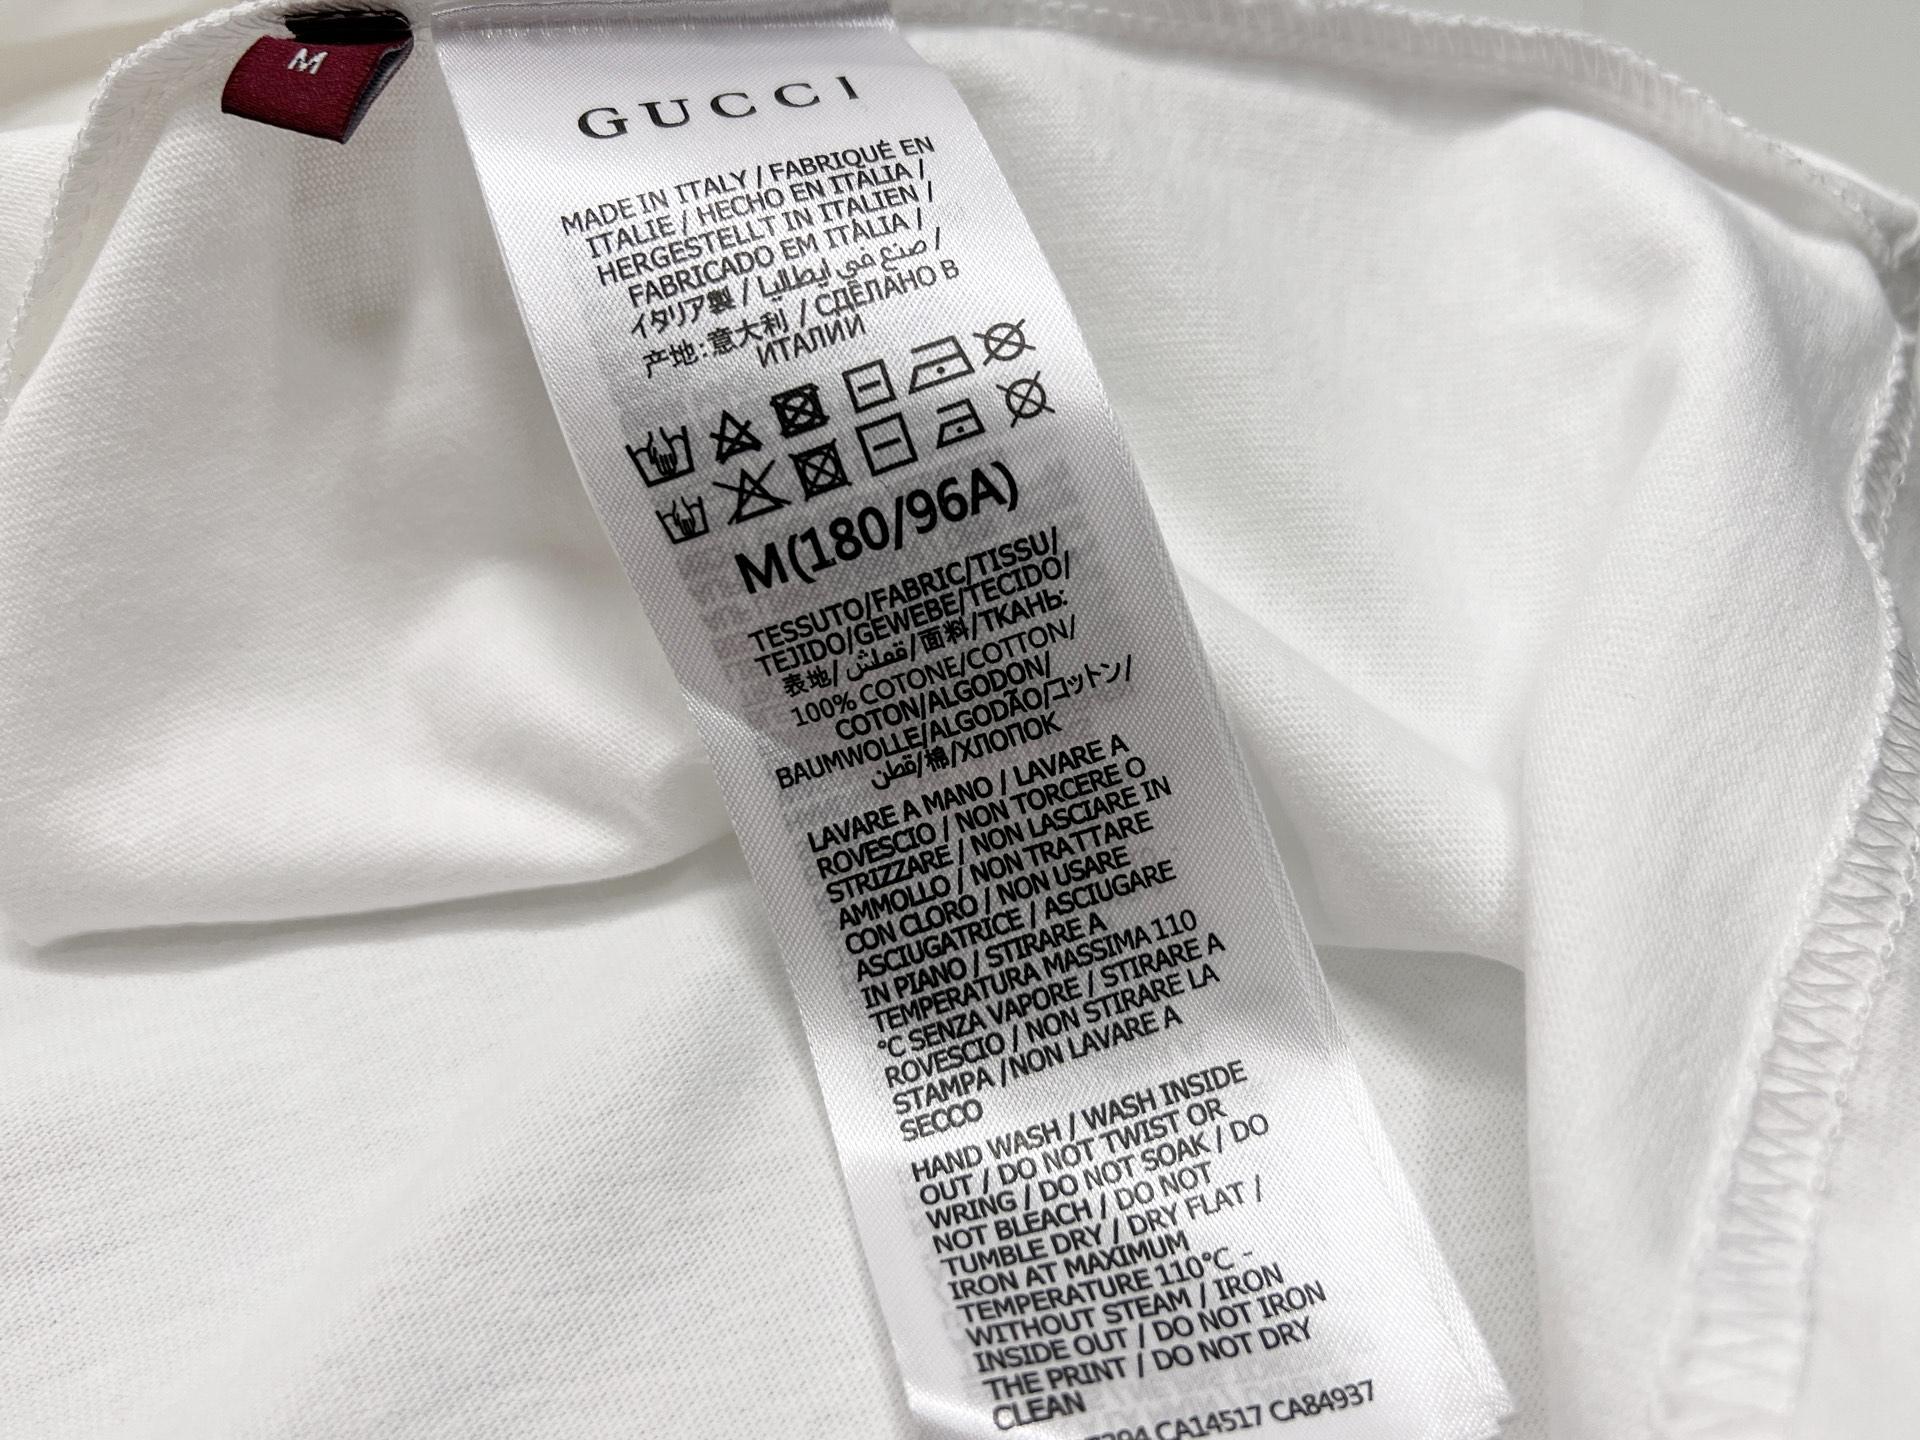 M
GUCCI
MADE IN ITALY / FABRIQUÉ EN
ITALIE / HECHO EN ITALIA /
HERGESTELLT IN ITALIEN /
FABRICADO EM ITÀLIA /
イタリア製 / صنع في ايطاليا /
产地:意大利 / СДЕЛАНО В
ИТАЛИИ
M(180/96A)
TESSUTO/FABRIC/TISSU/
TEJIDO/GEWEBE/TECIDO/
表地/ قماش/面料/ТКАНЬ:
100% COTONE/COTTON/
COTON/ALGODON/
BAUMWOLLE/ALGODÃO/コットン/
قطن/棉/ХЛОПОК
LAVARE A MANO / LAVARE A
ROVESCIO / NON TORCERE O
STRIZZARE / NON LASCIARE IN
AMMOLLO / NON TRATTARE
CON CLORO / NON USARE
ASCIUGATRICE / ASCIUGARE
IN PIANO / STIRARE A
TEMPERATURA MASSIMA 110
°C SENZA VAPORE / STIRARE A
ROVESCIO / NON STIRARE LA
STAMPA /NON LAVARE A
SECCO
HAND WASH / WASH INSIDE
OUT / DO NOT TWIST OR
WRING / DO NOT SOAK / DO
NOT BLEACH / DO NOT
TUMBLE DRY / DRY FLAT /
IRON AT MAXIMUM
TEMPERATURE 110°C -
WITHOUT STEAM / IRON
INSIDE OUT / DO NOT IRON
THE PRINT / DO NOT DRY
CLEAN
CA14517 CA84937